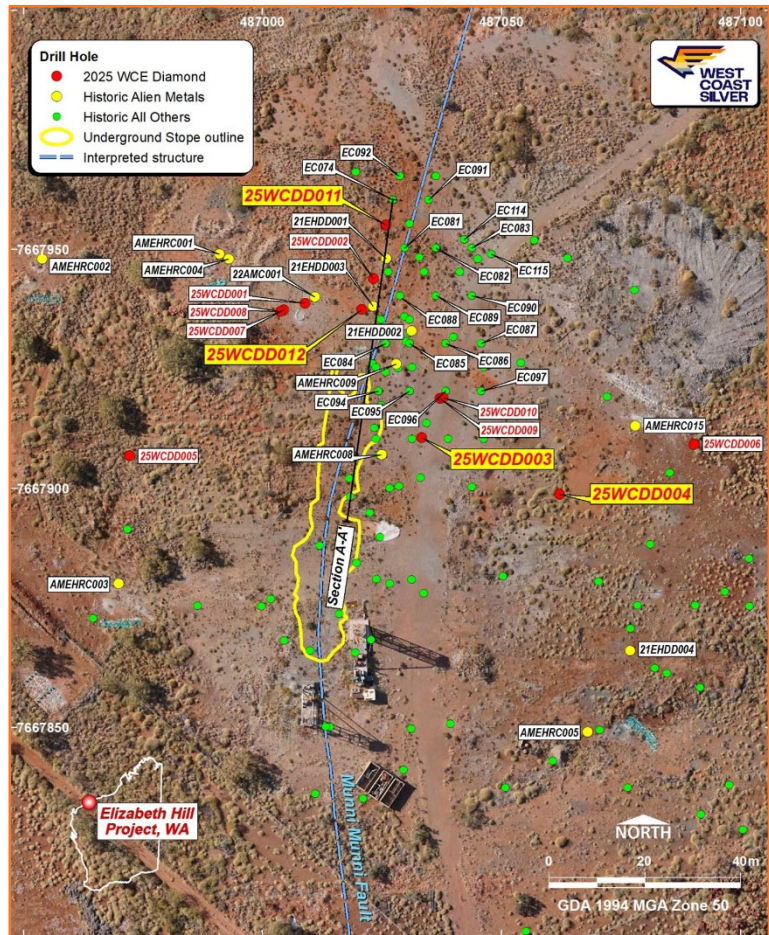 487000
487050
487100
Drill Hole
2025 WCE Diamond
Historic Alien Metals
Historic All Others
Underground Stope outline
Interpreted structure
WEST
COAST
SILVER
EC092
EC074
EC091
25WCDD011
21EHDD001
EC081
EC114
EC083
AMEHRC001
25WCDD002
7667950
AMEHRC002
AMEHRC004
21EHDD003
EC082
EC115
22AMC001
25WCDD001
EC090
25WCDD008
EC088
EC089
25WCDD007
21EHDD002
EC087
25WCDD012
EC084
EC085
EC086
AMEHRC009
EC094
EC097
EC095
EC096
25WCDD010
25WCDD009
AMEHRC015
25WCDD006
25WCDD005
AMEHRC008
25WCDD003
7667900
25WCDD004
Section A-A'
AMEHRC003
21EHDD004
7667850
AMEHRC005
Munni Munni Fault
Elizabeth Hill
Project, WA
NORTH
0 20 40m
GDA 1994 MGA Zone 50